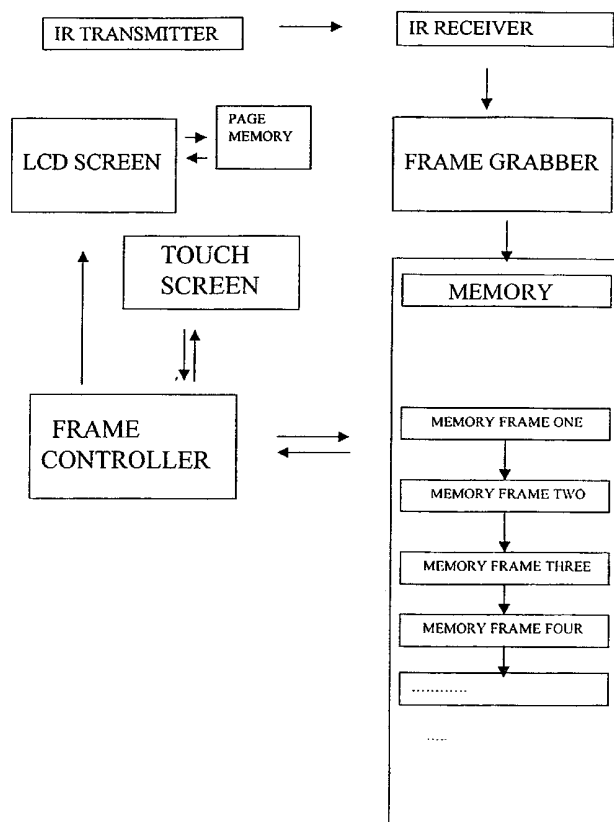 IR TRANSMITTER
IR RECEIVER
PAGE
MEMORY
LCD SCREEN
FRAME GRABBER
TOUCH
SCREEN
MEMORY
FRAME
CONTROLLER
MEMORY FRAME ONE
MEMORY FRAME TWO
MEMORY FRAME THREE
MEMORY FRAME FOUR
............
.....